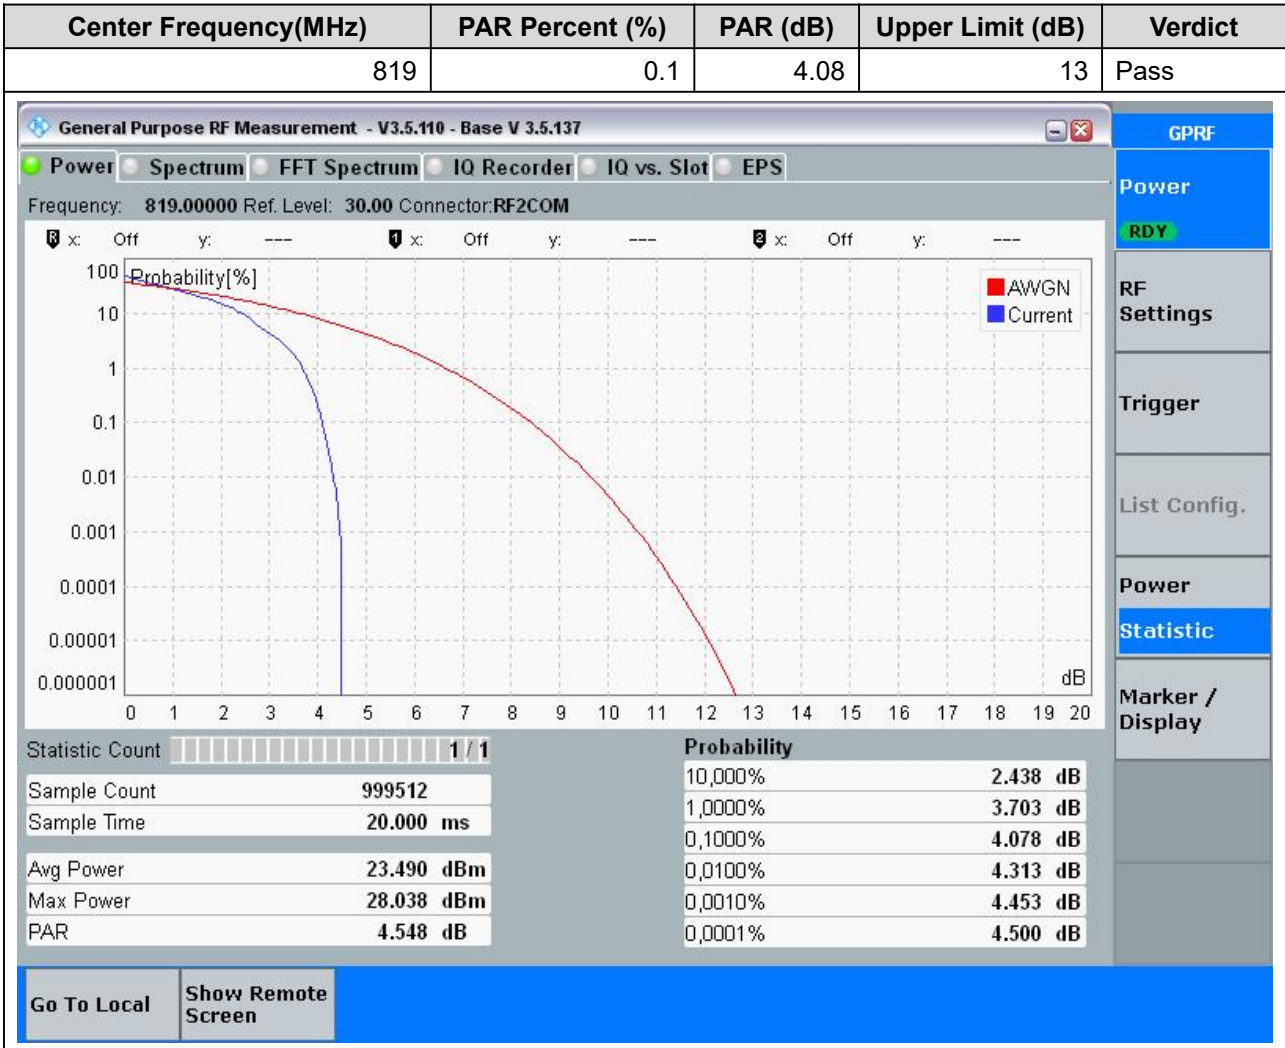 Center Frequency(MHz) PAR Percent (%) PAR (dB) Upper Limit (dB) Verdict
819 0.1 4.08 13 Pass
General Purpose RF Measurement - V3.5.110 - Base V 3.5.137
GPRF
Power Spectrum FFT Spectrum IQ Recorder IQ vs. Slot EPS
Frequency: 819.00000 Ref. Level: 30.00 Connector:RF2COM
R x: Off y: --- 1 x: Off y: --- 2 x: Off y: ---
Probability[%]
AWGN
Current
100
10
1
0.1
0.01
0.001
0.0001
0.00001
0.000001
dB
0 1 2 3 4 5 6 7 8 9 10 11 12 13 14 15 16 17 18 19 20
Statistic Count 1 / 1
Sample Count 999512
Sample Time 20.000 ms
Avg Power 23.490 dBm
Max Power 28.038 dBm
PAR 4.548 dB
Probability
10,000% 2.438 dB
1,0000% 3.703 dB
0,1000% 4.078 dB
0,0100% 4.313 dB
0,0010% 4.453 dB
0,0001% 4.500 dB
Power
RDY
RF
Settings
Trigger
List Config.
Power
Statistic
Marker /
Display
Go To Local
Show Remote
Screen